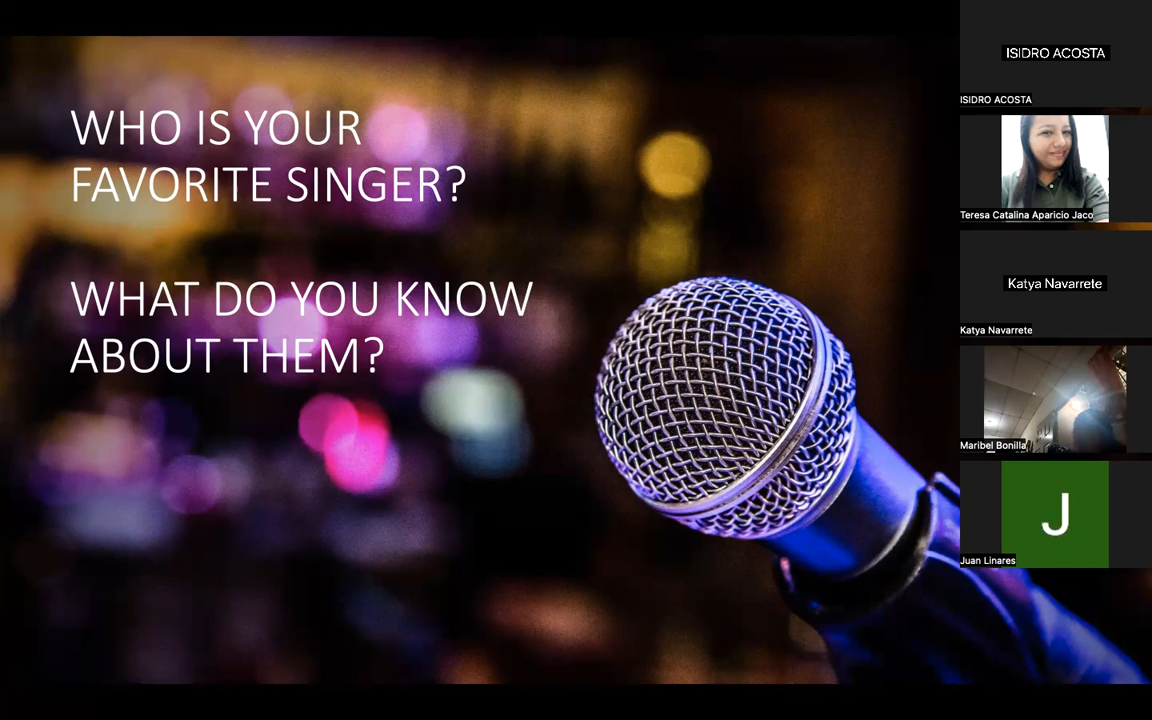 WHO IS YOUR
FAVORITE SINGER?
WHAT DO YOU KNOW
ABOUT THEM?
ISIDRO ACOSTA
ISIDRO ACOSTA
Teresa Catalina Aparicio Jaco
Katya Navarrete
Katya Navarrete
Maribel Bonilla
J
Juan Linares